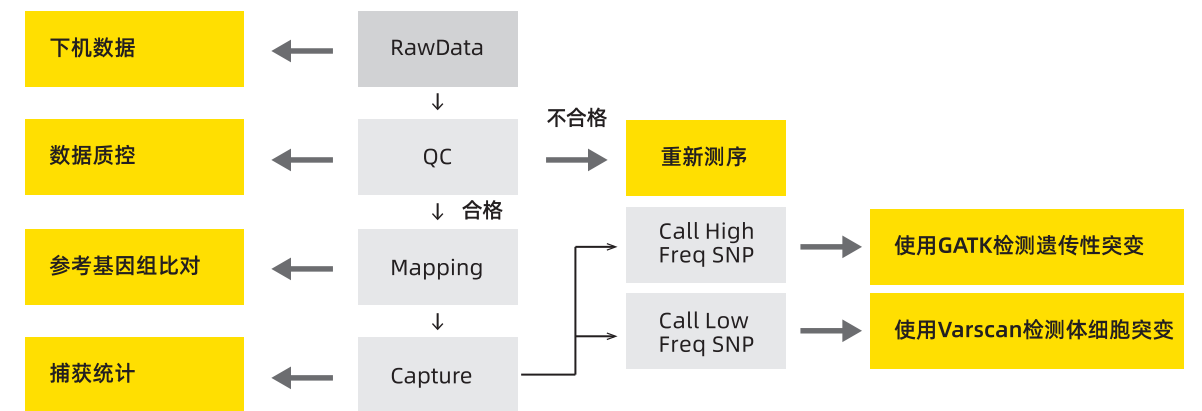 下机数据
RawData
不合格
数据质控
QC
重新测序
合格
参考基因组比对
Mapping
Call High
Freq SNP
使用GATK检测遗传性突变
Call Low
Freq SNP
使用Varscan检测体细胞突变
捕获统计
Capture